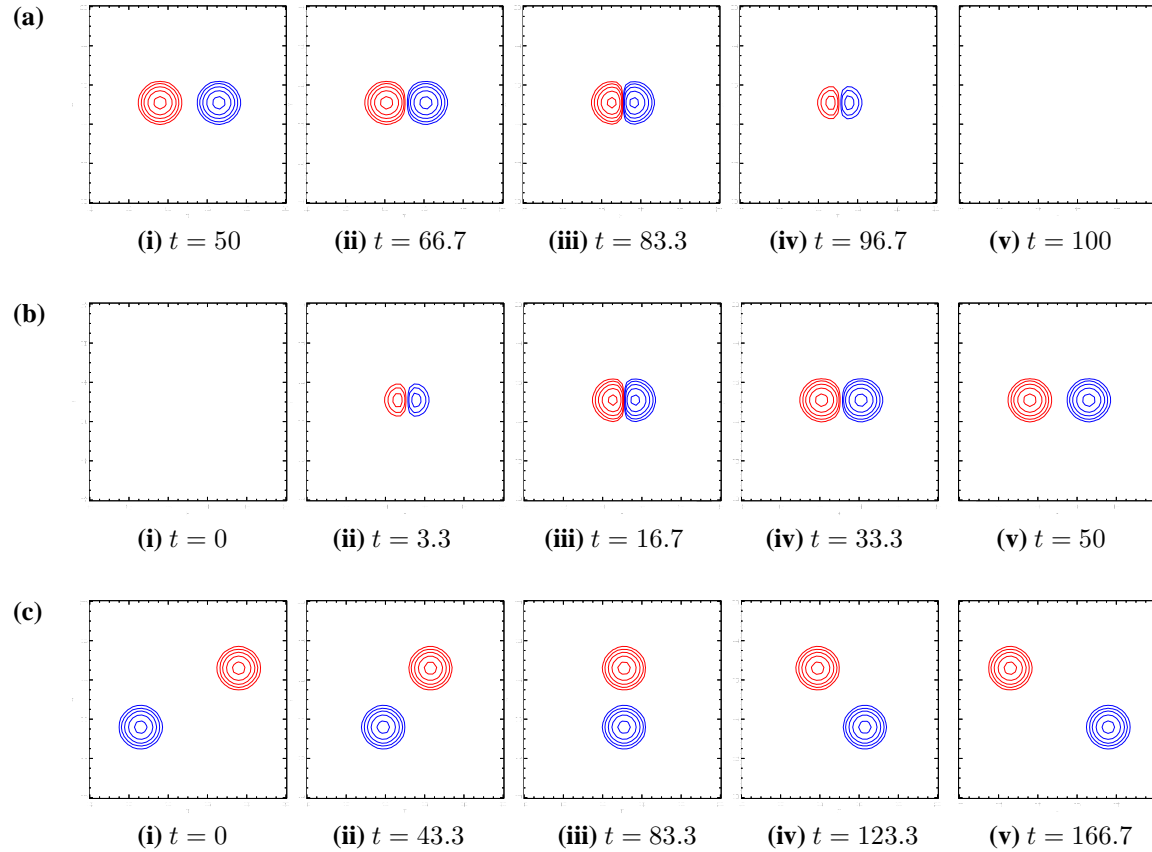 (a)
(i) t = 50 (ii) t = 66.7 (iii) t = 83.3 (iv) t = 96.7 (v) t = 100
(b)
(i) t = 0 (ii) t = 3.3 (iii) t = 16.7 (iv) t = 33.3 (v) t = 50
(c)
(i) t = 0 (ii) t = 43.3 (iii) t = 83.3 (iv) t = 123.3 (v) t = 166.7